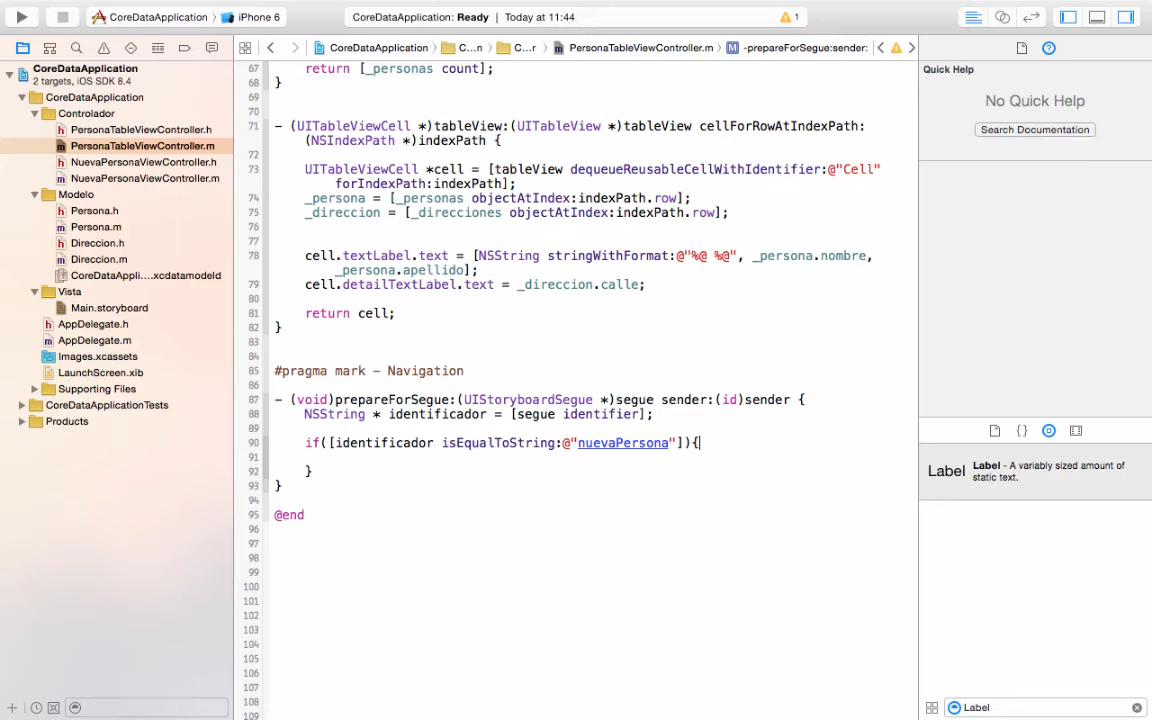 CoreDataApplication > iPhone 6
CoreDataApplication: Ready | Today at 11:44
1
CoreDataApplication > C...n > C...r > PersonaTableViewController.m > M -prepareForSegue:sender:
CoreDataApplication
2 targets, iOS SDK 8.4
CoreDataApplication
Controlador
h PersonaTableViewController.h
m PersonaTableViewController.m
h NuevaPersonaViewController.h
m NuevaPersonaViewController.m
Modelo
h Persona.h
m Persona.m
h Direccion.h
m Direccion.m
CoreDataAppli....xcdatamodeld
Vista
Main.storyboard
h AppDelegate.h
m AppDelegate.m
Images.xcassets
LaunchScreen.xib
Supporting Files
CoreDataApplicationTests
Products
67 return [_personas count];
68 }
69
70
71 - (UITableViewCell *)tableView:(UITableView *)tableView cellForRowAtIndexPath:
(NSIndexPath *)indexPath {
72
73 UITableViewCell *cell = [tableView dequeueReusableCellWithIdentifier:@"Cell"
forIndexPath:indexPath];
74 _persona = [_personas objectAtIndex:indexPath.row];
75 _direccion = [_direcciones objectAtIndex:indexPath.row];
76
77
78 cell.textLabel.text = [NSString stringWithFormat:@"%@ %@", _persona.nombre,
_persona.apellido];
79 cell.detailTextLabel.text = _direccion.calle;
80
81 return cell;
82 }
83
84
85 #pragma mark - Navigation
86
87 - (void)prepareForSegue:(UIStoryboardSegue *)segue sender:(id)sender {
88 NSString * identificador = [segue identifier];
89
90 if([identificador isEqualToString:@"nuevaPersona"]){
92 }
93 }
94
95 @end
96
97
98
99
100
101
102
103
104
105
106
107
108
109
Quick Help
No Quick Help
Search Documentation
Label
Label - A variably sized amount of
static text.
Label